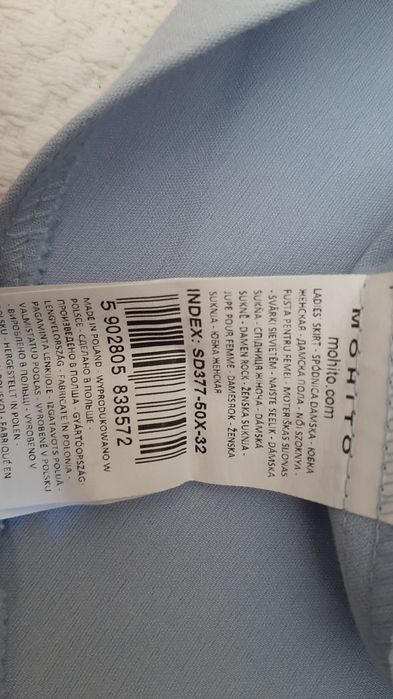 MOHITO
mohito.com
LADIES' SKIRT - SPÓDNICA DAMSKA - ЮБКА
ЖЕНСКАЯ - ДАМСКА ПОЛА - NŐI SZOKNYA -
FUSTA PENTRU FEMEI - MOTERIŠKAS SIJONAS
- SVĀRKI SIEVIETĒM - NAISTE SEELIK - DÁMSKA
SUKŇA - СПІДНИЦЯ ЖІНОЧА - DÁMSKÁ
SUKNĚ - DAMEN ROCK - ŽENSKA SUKNJA -
JUPE POUR FEMME - DAMESROK - ŽENSKA
SUKNJA - ЮБКА ЖЕНСКАЯ
INDEX: SD377-50X-32
5 902805 838572
MADE IN POLAND - WYPRODUKOWANO W
POLSCE - СДЕЛАНО В ПОЛЬШЕ -
ПРОИЗВЕДЕНО В ПОЛША - GYÁRTÓORSZÁG:
LENGYELORSZÁG - FABRICATE IN POLONIA -
PAGAMINTA LENKIJOJE - IZGATAVOTS POLIJĀ -
VALMISTATUD POOLAS - VYROBENÉ V POĽSKU
- ВИРОБЛЕНО В ПОЛЬЩІ - VYROBENO V
POLSKU - HERGESTELLT IN POLEN -
FABRIQUÉ EN